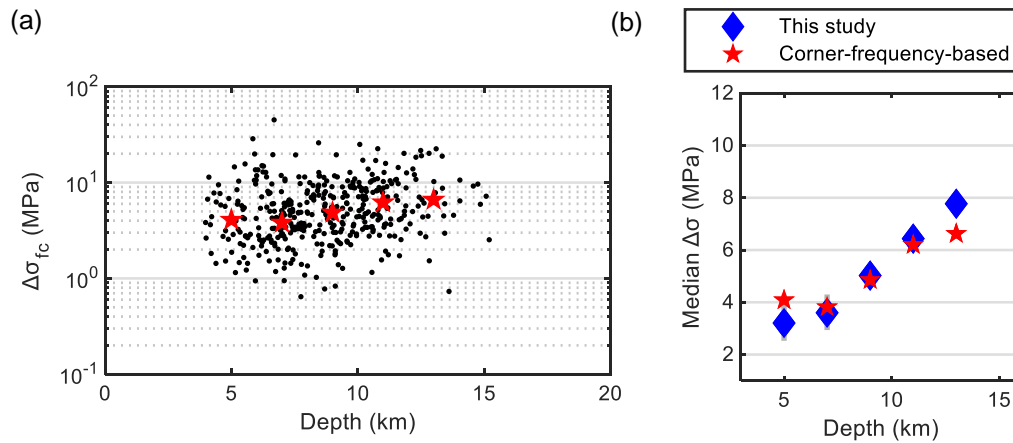 (a)
10^2
10^1
10^0
10^-1
Δσ_fc (MPa)
0 5 10 15 20
Depth (km)
(b)
This study
Corner-frequency-based
12
10
8
6
4
2
Median Δσ (MPa)
5 10 15
Depth (km)